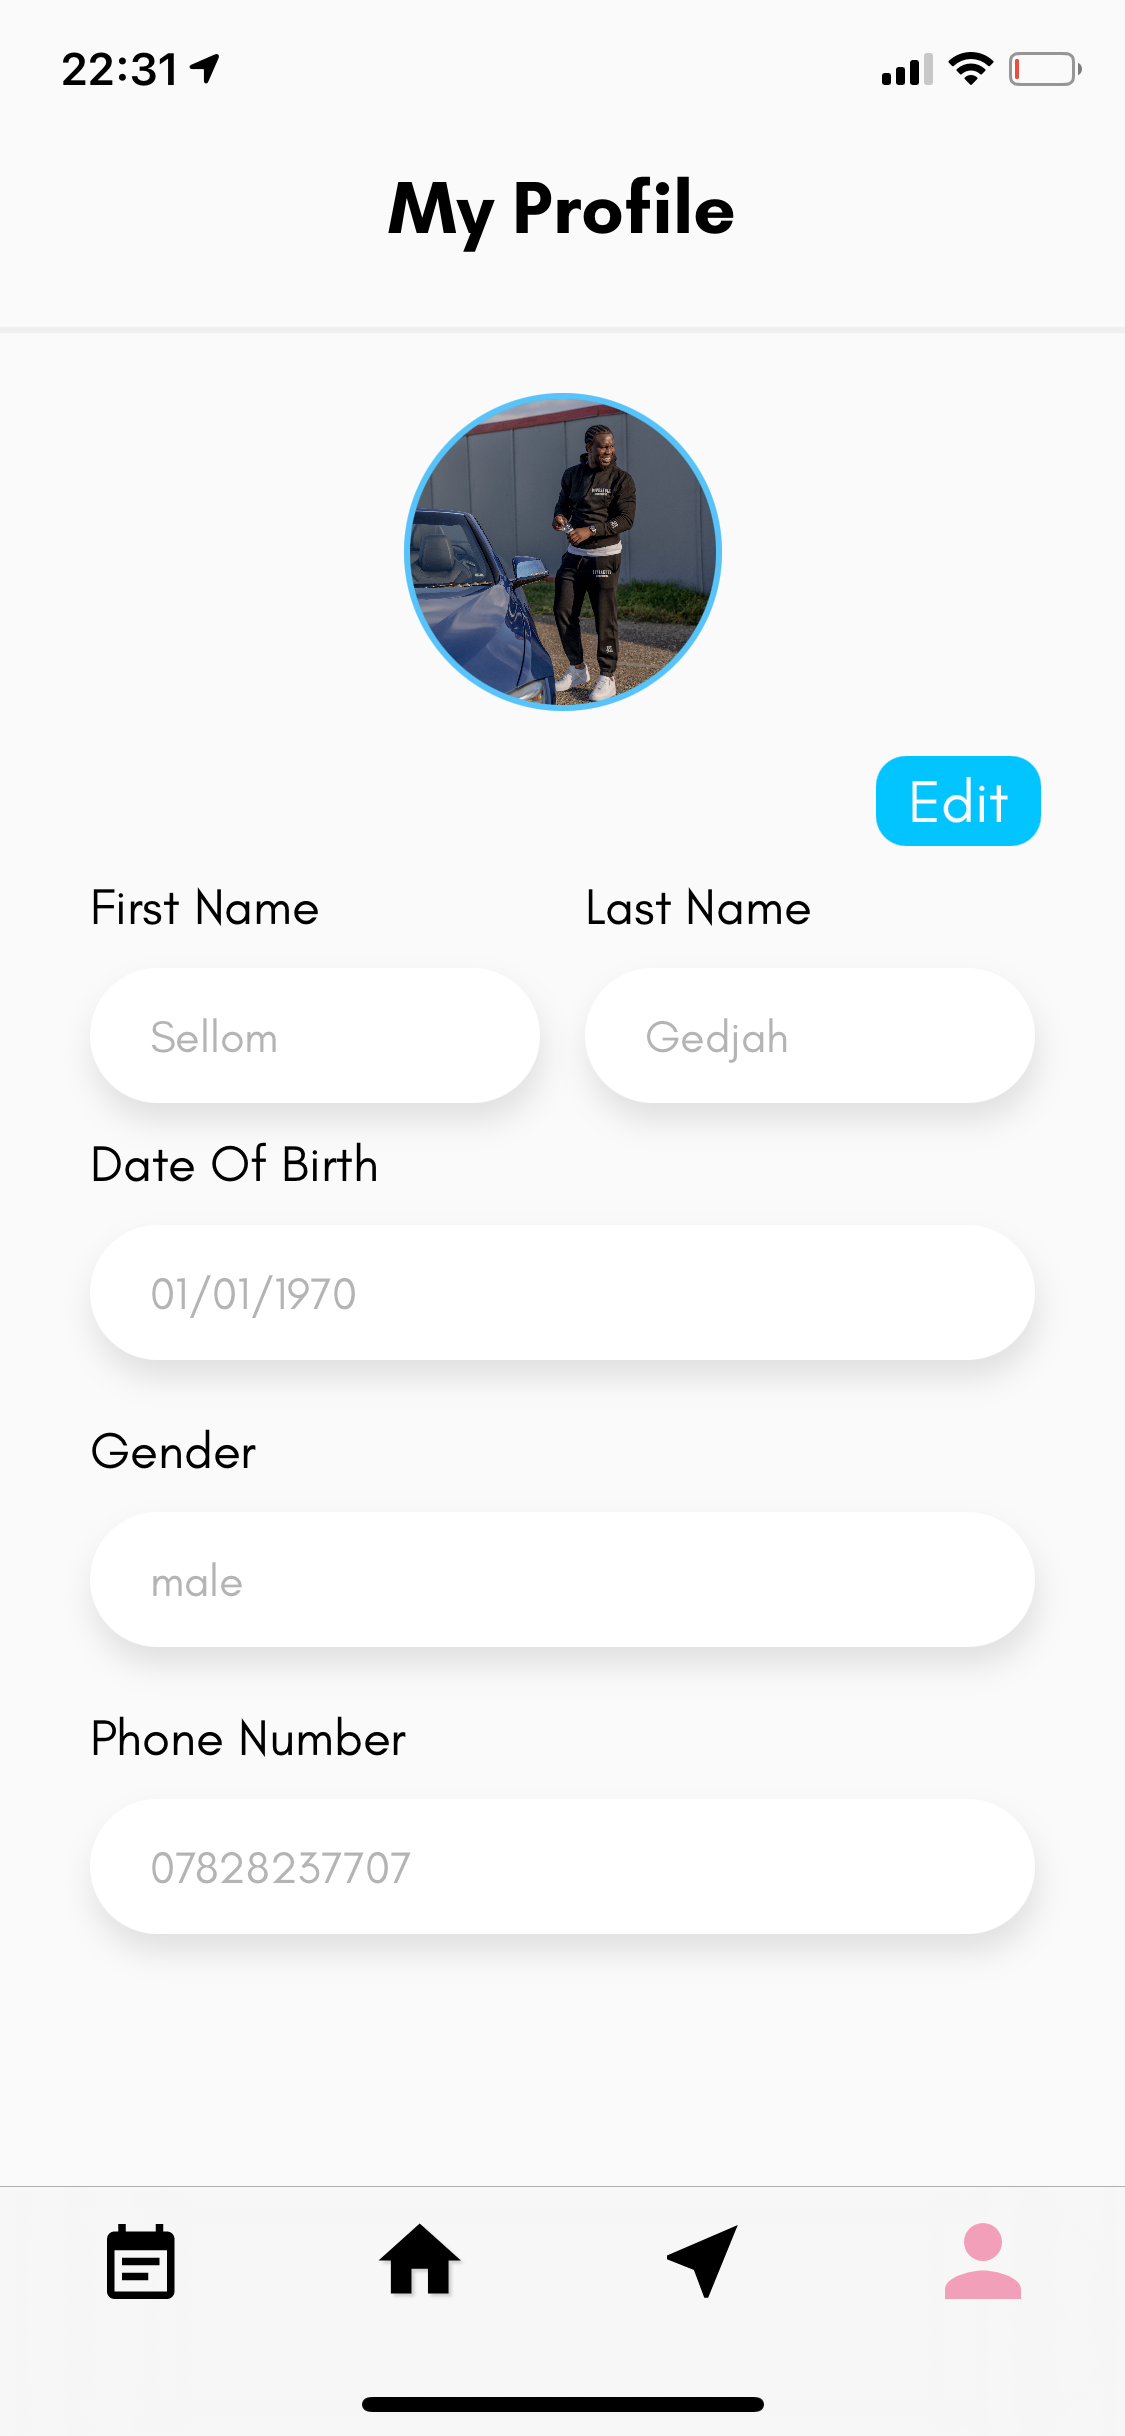 22:31
My Profile
Edit
First Name Last Name
Sellom Gedjah
Date Of Birth
01/01/1970
Gender
male
Phone Number
07828237707